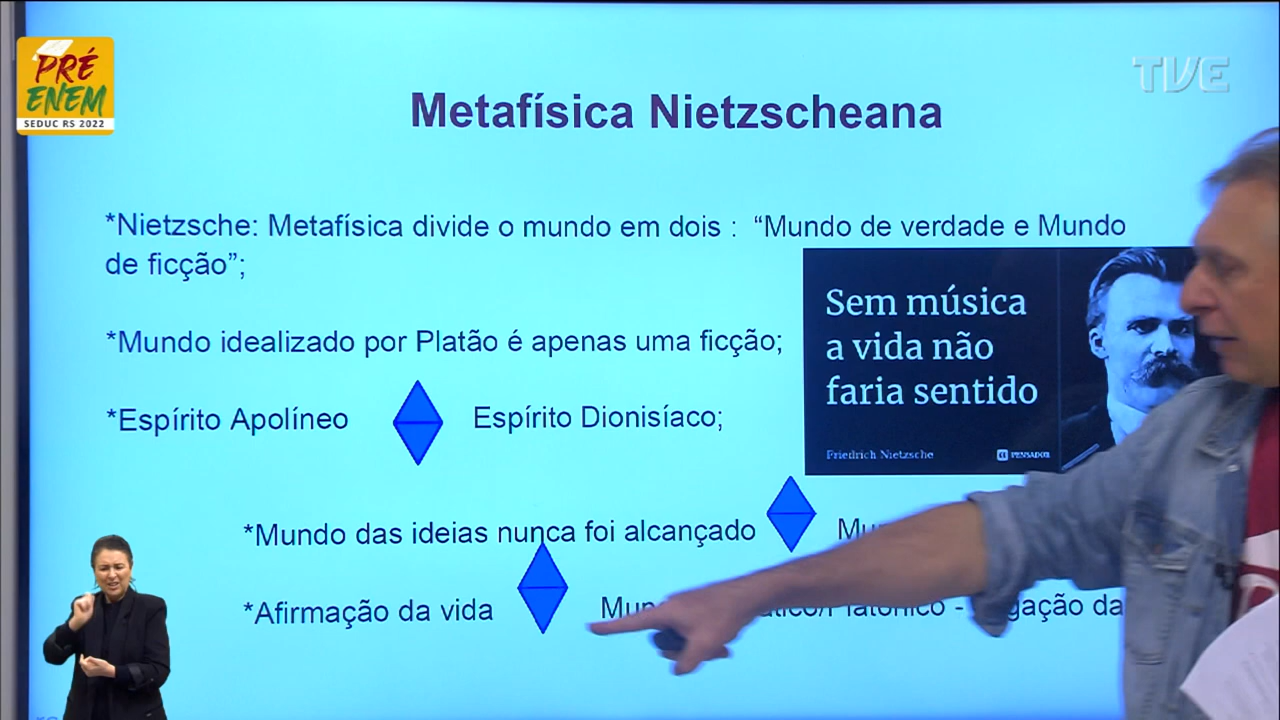 PRÉ
ENEM
SEDUC RS 2022
TVE
Metafísica Nietzscheana
*Nietzsche: Metafísica divide o mundo em dois : “Mundo de verdade e Mundo
de ficção”;
Sem música
a vida não
faria sentido
Friedrich Nietzsche
PENSADOR
*Mundo idealizado por Platão é apenas uma ficção;
*Espírito Apolíneo Espírito Dionisíaco;
*Mundo das ideias nunca foi alcançado
*Afirmação da vida da